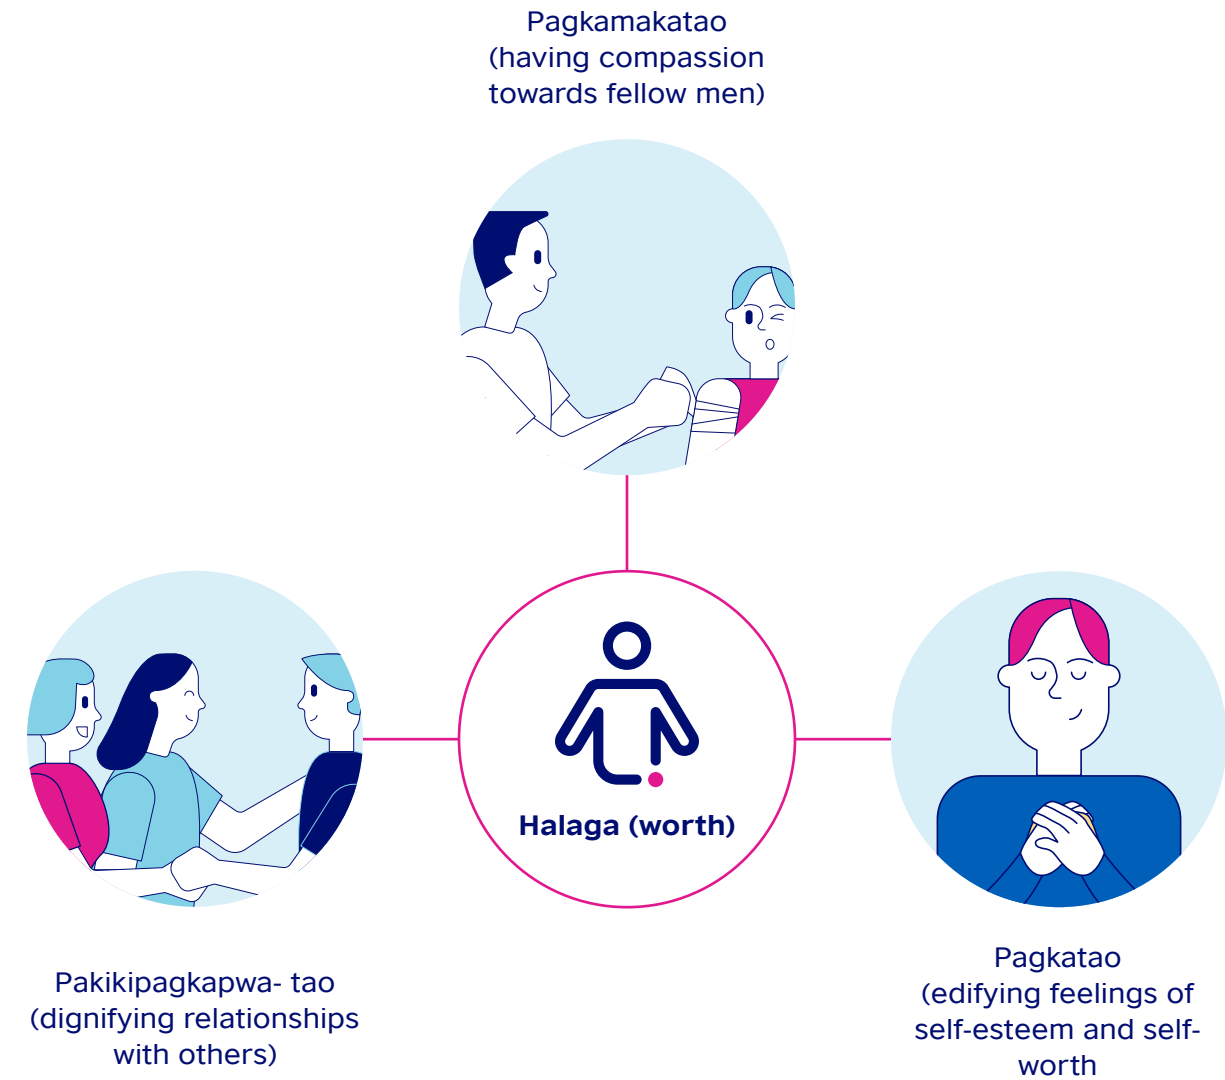 Pagkamakatao
(having compassion
towards fellow men)
Halaga (worth)
Pakikipagkapwa- tao
(dignifying relationships
with others)
Pagkatao
(edifying feelings of
self-esteem and self-
worth